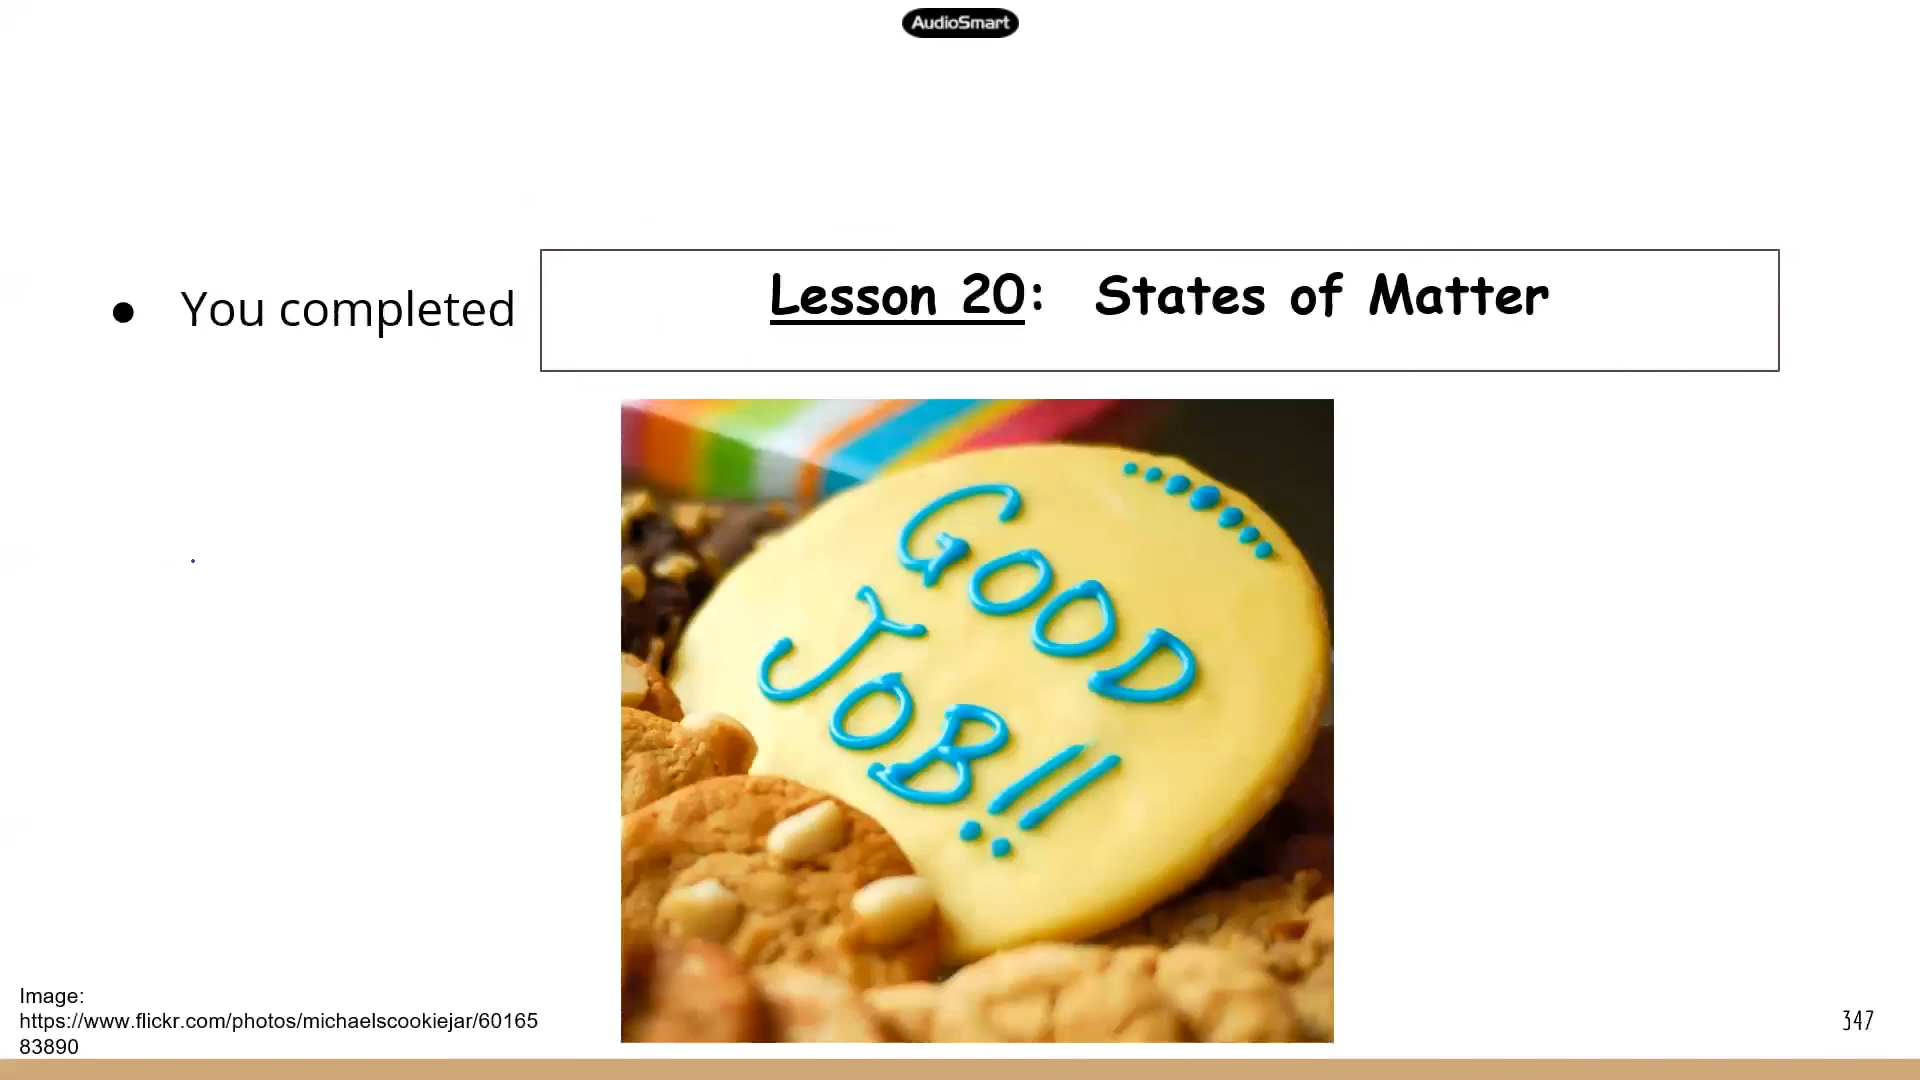 AudioSmart
● You completed
Lesson 20: States of Matter
GOOD
JOB!!
Image:
https://www.flickr.com/photos/michaelscookiejar/60165
83890
347